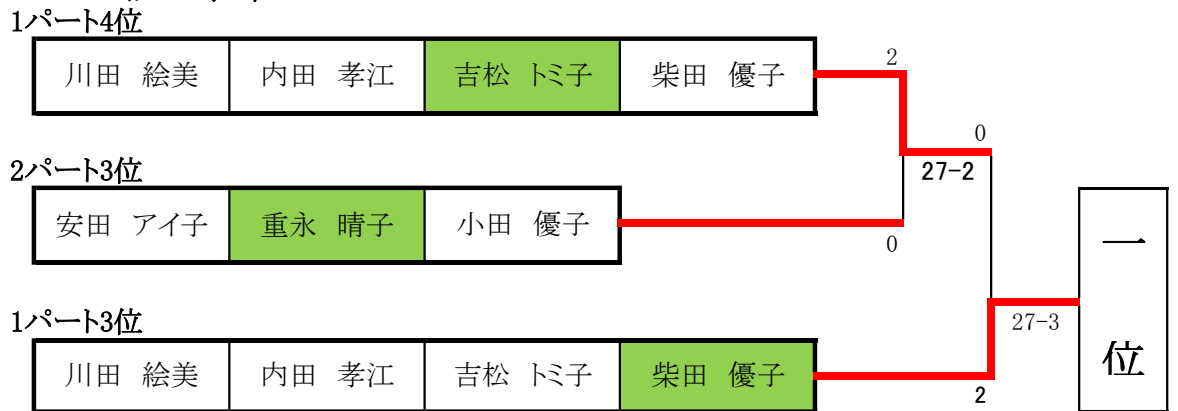 1パート4位
川田 絵美 内田 孝江 吉松 トミ子 柴田 優子
2
0
27-2
2パート3位
安田 アイ子 重永 晴子 小田 優子
0
1パート3位
川田 絵美 内田 孝江 吉松 トミ子 柴田 優子
2
27-3
一
位